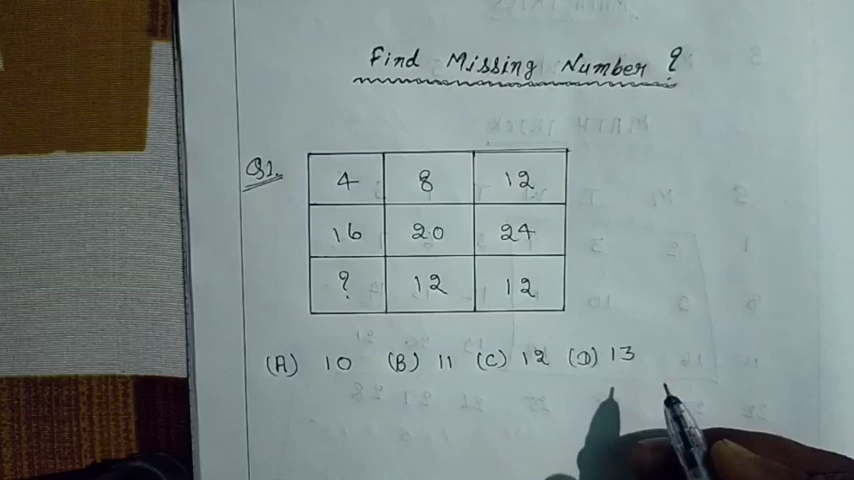 Find Missing Number ?
Q1.
4 8 12
16 20 24
? 12 12
(A) 10 (B) 11 (C) 12 (D) 13